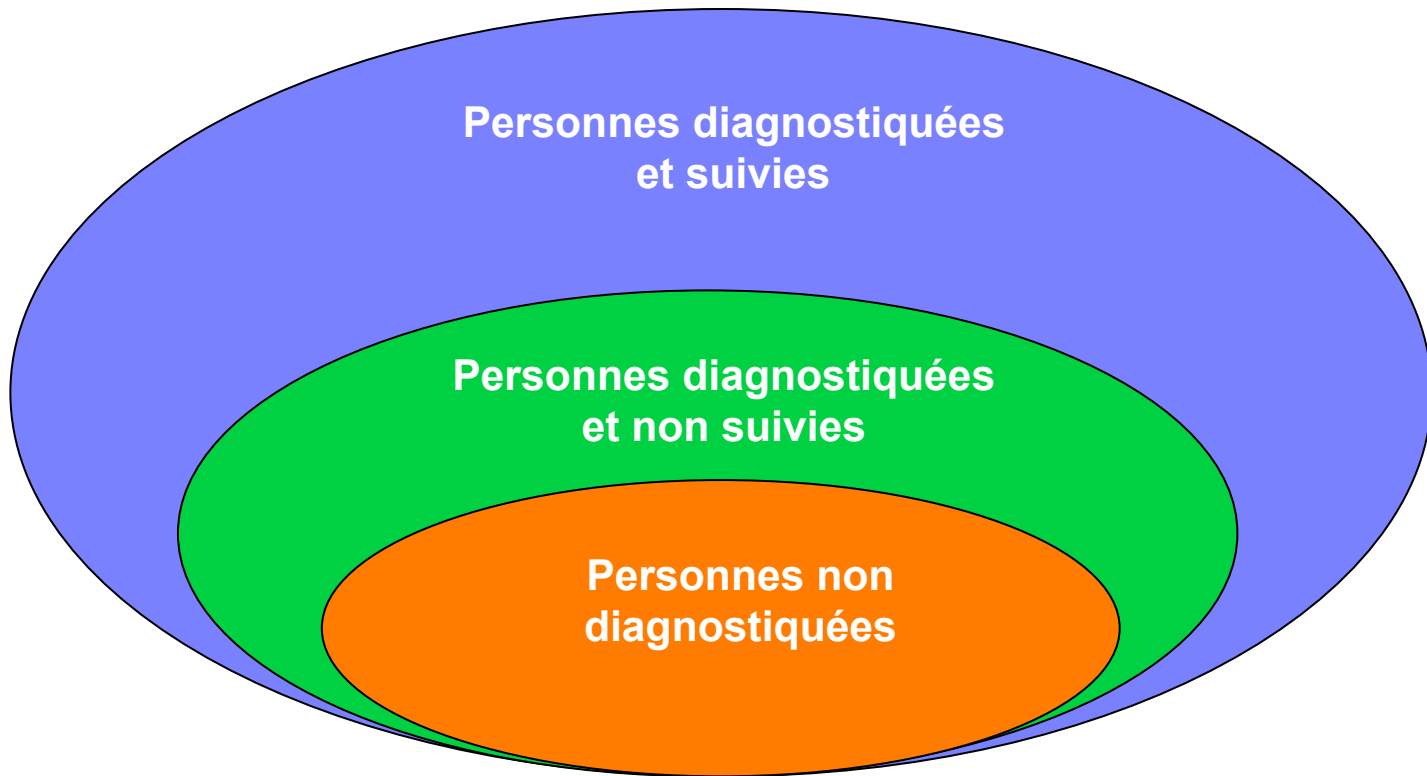 Personnes diagnostiquées
et suivies
Personnes diagnostiquées
et non suivies
Personnes non
diagnostiquées